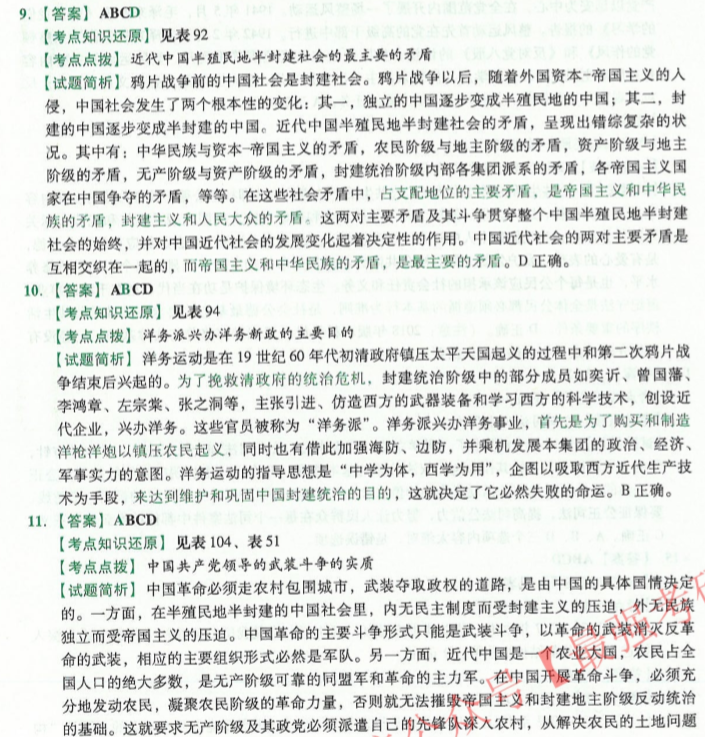 9. 【答案】ABCD
【考点知识还原】见表92
【考点点拨】近代中国半殖民地半封建社会的最主要的矛盾
【试题简析】鸦片战争前的中国社会是封建社会。鸦片战争以后，随着外国资本-帝国主义的入
侵，中国社会发生了两个根本性的变化：其一，独立的中国逐步变成半殖民地的中国；其二，封
建的中国逐步变成半封建的中国。近代中国半殖民地半封建社会的矛盾，呈现出错综复杂的状
况。其中有：中华民族与资本-帝国主义的矛盾，农民阶级与地主阶级的矛盾，资产阶级与地主
阶级的矛盾，无产阶级与资产阶级的矛盾，封建统治阶级内部各集团派系的矛盾，各帝国主义国
家在中国争夺的矛盾，等等。在这些社会矛盾中，占支配地位的主要矛盾，是帝国主义和中华民
族的矛盾，封建主义和人民大众的矛盾。这两对主要矛盾及其斗争贯穿整个中国半殖民地半封建
社会的始终，并对中国近代社会的发展变化起着决定性的作用。中国近代社会的两对主要矛盾是
互相交织在一起的，而帝国主义和中华民族的矛盾，是最主要的矛盾。D正确。
10. 【答案】ABCD
【考点知识还原】见表94
【考点点拨】洋务派兴办洋务新政的主要目的
【试题简析】洋务运动是在19世纪60年代初清政府镇压太平天国起义的过程中和第二次鸦片战
争结束后兴起的。为了挽救清政府的统治危机，封建统治阶级中的部分成员如奕䜣、曾国藩、
李鸿章、左宗棠、张之洞等，主张引进、仿造西方的武器装备和学习西方的科学技术，创设近
代企业，兴办洋务。这些官员被称为“洋务派”。洋务派兴办洋务事业，首先是为了购买和制造
洋枪洋炮以镇压农民起义，同时也有借此加强海防、边防，并乘机发展本集团的政治、经济、
军事实力的意图。洋务运动的指导思想是“中学为体，西学为用”，企图以吸取西方近代生产技
术为手段，来达到维护和巩固中国封建统治的目的，这就决定了它必然失败的命运。B正确。
11. 【答案】ABCD
【考点知识还原】见表104、表51
【考点点拨】中国共产党领导的武装斗争的实质
【试题简析】中国革命必须走农村包围城市，武装夺取政权的道路，是由中国的具体国情决定
的。一方面，在半殖民地半封建的中国社会里，内无民主制度而受封建主义的压迫，外无民族
独立而受帝国主义的压迫。中国革命的主要斗争形式只能是武装斗争，以革命的武装消灭反革
命的武装，相应的主要组织形式必然是军队。另一方面，近代中国是一个农业大国，农民占全
国人口的绝大多数，是无产阶级可靠的同盟军和革命的主力军。在中国开展革命斗争，必须充
分地发动农民，凝聚农民阶级的革命力量，否则就无法摧毁帝国主义和封建地主阶级反动统治
的基础。这就要求无产阶级及其政党必须派遣自己的先锋队深入农村，从解决农民的土地问题